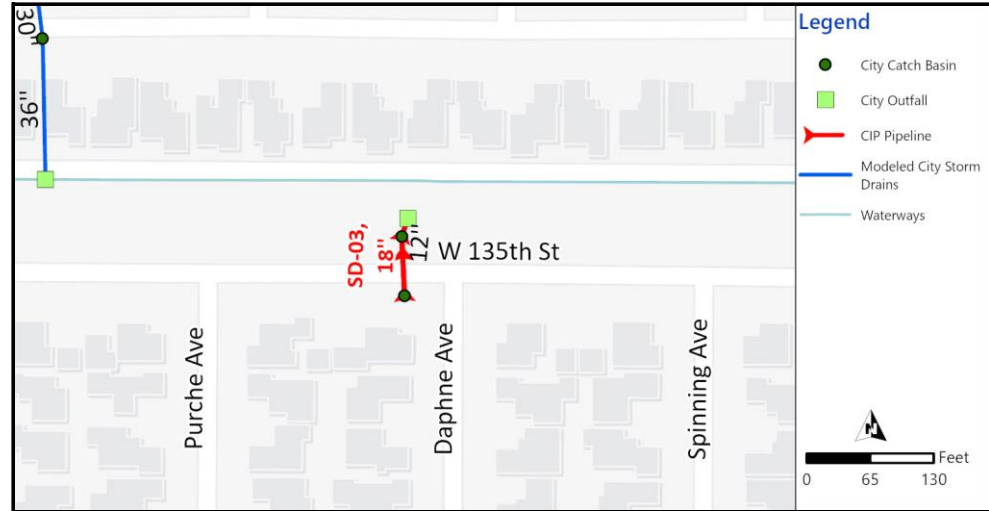 30"
36"
SD-03,
18"
12"
W 135th St
Purche Ave
Daphne Ave
Spinning Ave
Legend
City Catch Basin
City Outfall
CIP Pipeline
Modeled City Storm
Drains
Waterways
N
Feet
0 65 130